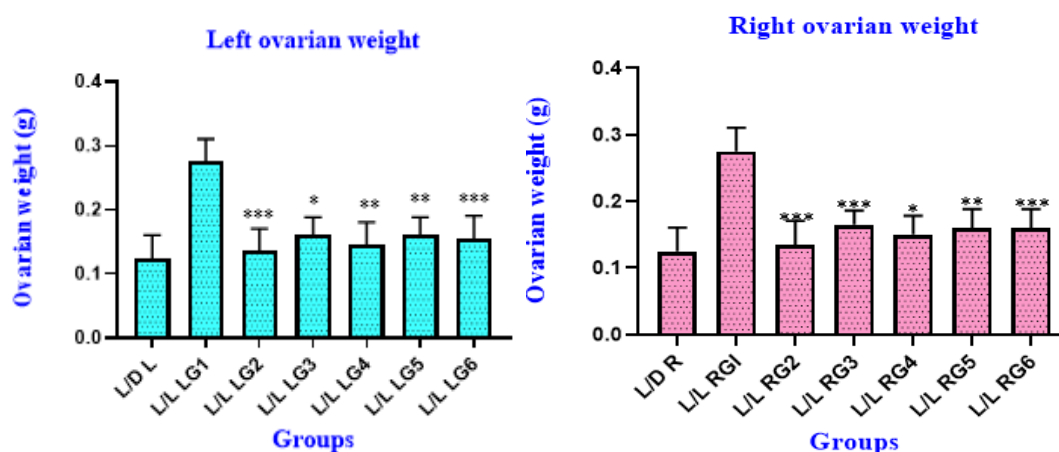 Left ovarian weight
Ovarian weight (g)
0.4
0.3
0.2
0.1
0.0
***
*
**
**
***
L/D L
L/L LG1
L/L LG2
L/L LG3
L/L LG4
L/L LG5
L/L LG6
Groups
Right ovarian weight
Ovarian weight (g)
0.4
0.3
0.2
0.1
0.0
***
***
*
**
***
L/D R
L/L RGI
L/L RG2
L/L RG3
L/L RG4
L/L RG5
L/L RG6
Groups